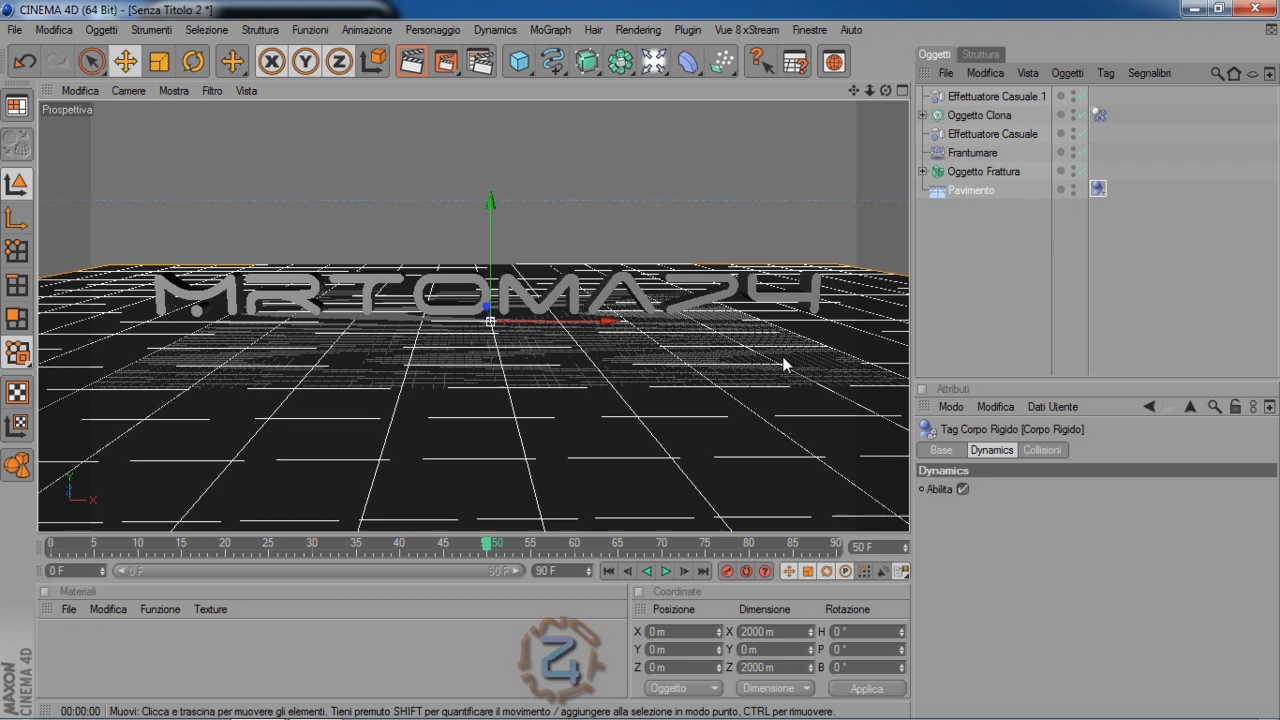 CINEMA 4D (64 Bit) - [Senza Titolo 2 *]
File Modifica Oggetti Strumenti Selezione Struttura Funzioni Animazione Personaggio Dynamics MoGraph Hair Rendering Plugin Vue 8 xStream Finestre Aiuto
X Y Z
Oggetti Struttura
File Modifica Vista Oggetti Tag Segnalibri
Modifica Camere Mostra Filtro Vista
Prospettiva
Effettuatore Casuale.1
Oggetto Clona
Effettuatore Casuale
Frantumare
Oggetto Frattura
Pavimento
MRTOMA24
Y
Z
X
Attributi
Modo Modifica Dati Utente
Tag Corpo Rigido [Corpo Rigido]
Base Dynamics Collisioni
Dynamics
Abilita
0 5 10 15 20 25 30 35 40 45 50 55 60 65 70 75 80 85 90
50 F
0 F 0 F 90 F 90 F
Materiali
File Modifica Funzione Texture
Coordinate
Posizione Dimensione Rotazione
X 0 m X 2000 m H 0 °
Y 0 m Y 0 m P 0 °
Z 0 m Z 2000 m B 0 °
Oggetto Dimensione Applica
MAXON
CINEMA 4D
00:00:00 Muovi: Clicca e trascina per muovere gli elementi. Tieni premuto SHIFT per quantificare il movimento / aggiungere alla selezione in modo punto, CTRL per rimuovere.